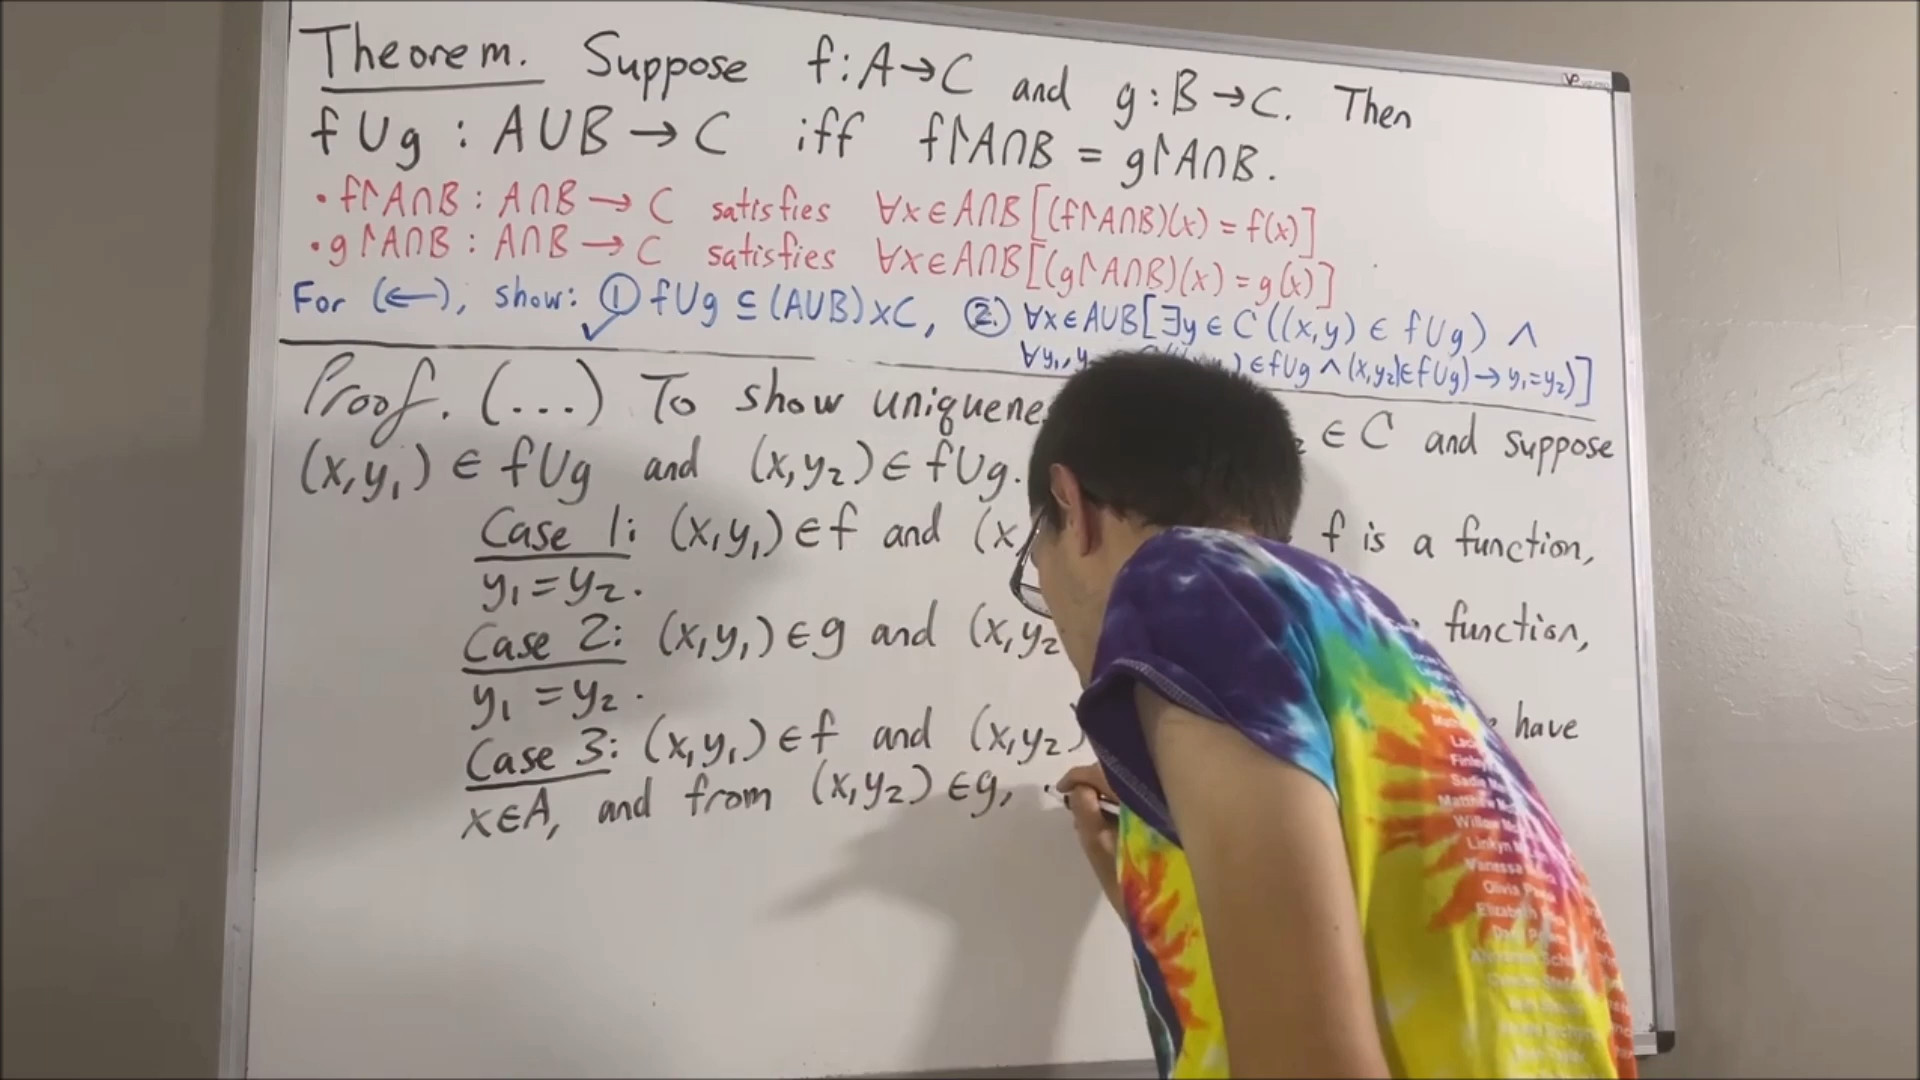 Theorem. Suppose f:A→C and g:B→C. Then
f∪g : A∪B → C iff f↾A∩B = g↾A∩B.
• f↾A∩B : A∩B → C satisfies ∀x∈A∩B[(f↾A∩B)(x) = f(x)]
• g↾A∩B : A∩B → C satisfies ∀x∈A∩B[(g↾A∩B)(x) = g(x)]
For (←), show: ① f∪g ⊆ (A∪B)×C, ② ∀x∈A∪B[∃y∈C((x,y)∈f∪g) ∧
∀y₁, ) ∈ f∪g ∧ (x,y₂)∈f∪g) → y₁=y₂)]
Proof. (...) To show ∈ C and suppose
(x,y₁) ∈ f∪g and (x,y₂) ∈ f∪g.
Case 1: (x,y₁) ∈ f and (x, f is a function,
y₁ = y₂.
Case 2: (x,y₁) ∈ g and (x,y₂ function,
y₁ = y₂.
Case 3: (x,y₁) ∈ f and (x,y₂) have
x∈A, and from (x,y₂) ∈ g,